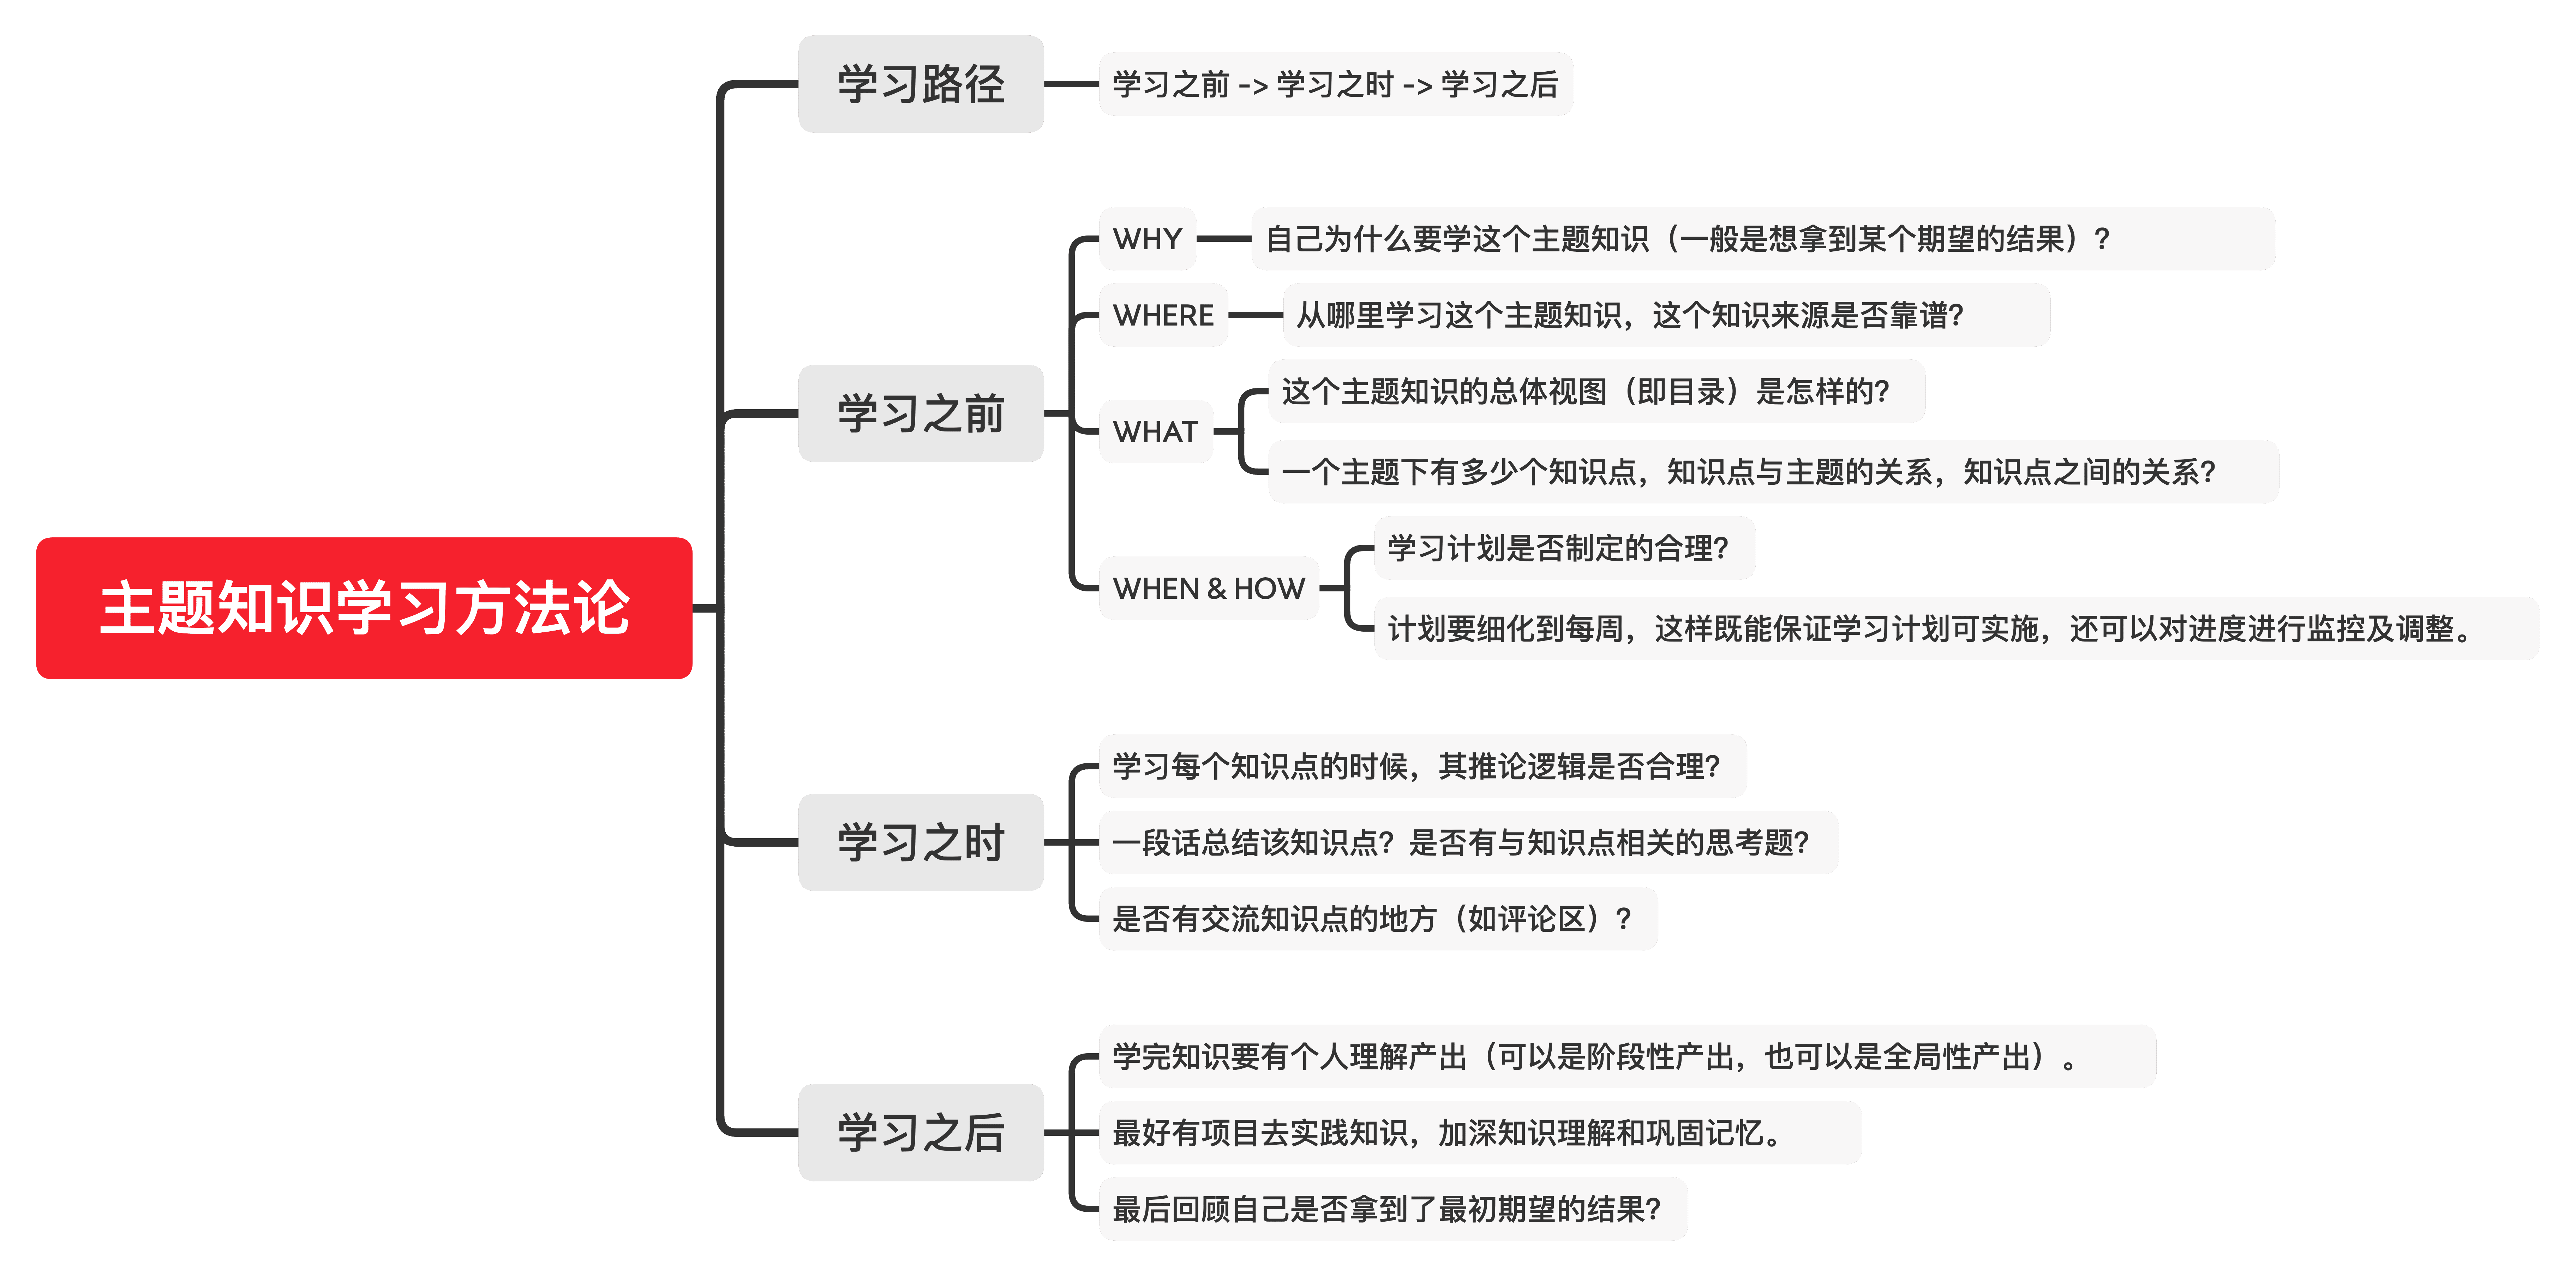 主题知识学习方法论
学习路径
学习之前 -> 学习之时 -> 学习之后
学习之前
WHY
自己为什么要学这个主题知识（一般是想拿到某个期望的结果）?
WHERE
从哪里学习这个主题知识，这个知识来源是否靠谱?
WHAT
这个主题知识的总体视图（即目录）是怎样的?
一个主题下有多少个知识点，知识点与主题的关系，知识点之间的关系?
WHEN & HOW
学习计划是否制定的合理?
计划要细化到每周，这样既能保证学习计划可实施，还可以对进度进行监控及调整。
学习之时
学习每个知识点的时候，其推论逻辑是否合理?
一段话总结该知识点? 是否有与知识点相关的思考题?
是否有交流知识点的地方（如评论区）?
学习之后
学完知识要有个人理解产出（可以是阶段性产出，也可以是全局性产出）。
最好有项目去实践知识，加深知识理解和巩固记忆。
最后回顾自己是否拿到了最初期望的结果?